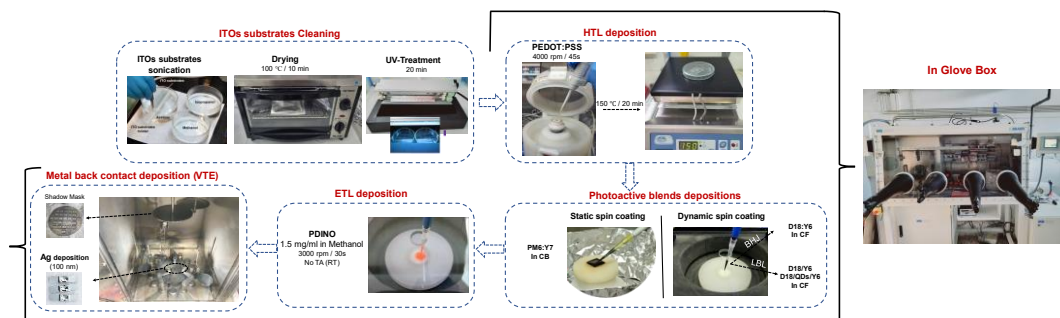 ITOs substrates Cleaning
ITOs substrates
sonication
ITO substrates
Methanol
Drying
100 ℃ / 10 min
UV-Treatment
20 min
HTL deposition
PEDOT:PSS
4000 rpm / 45s
150 ℃ / 20 min
150
In Glove Box
Metal back contact deposition (VTE)
Shadow Mask
Ag deposition
(100 nm)
ETL deposition
PDINO
1.5 mg/ml in Methanol
3000 rpm / 30s
No TA (RT)
Photoactive blends depositions
Static spin coating
PM6:Y7
In CB
Dynamic spin coating
BHJ
LBL
D18:Y6
In CF
D18/Y6
D18/QDs/Y6
In CF